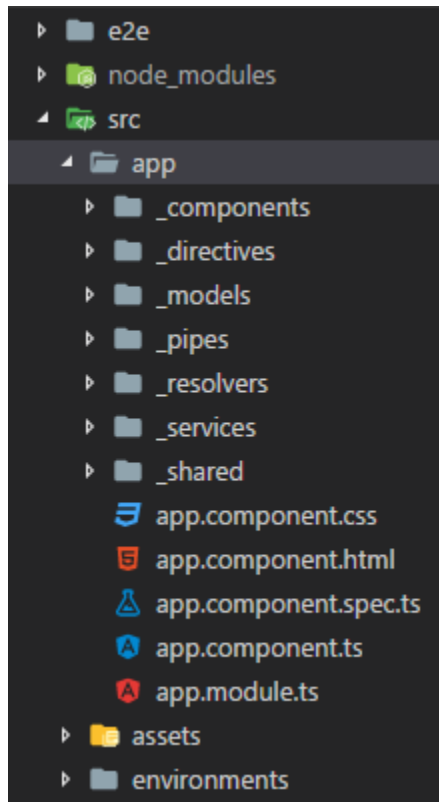 e2e
node_modules
src
app
_components
_directives
_models
_pipes
_resolvers
_services
_shared
app.component.css
app.component.html
app.component.spec.ts
app.component.ts
app.module.ts
assets
environments